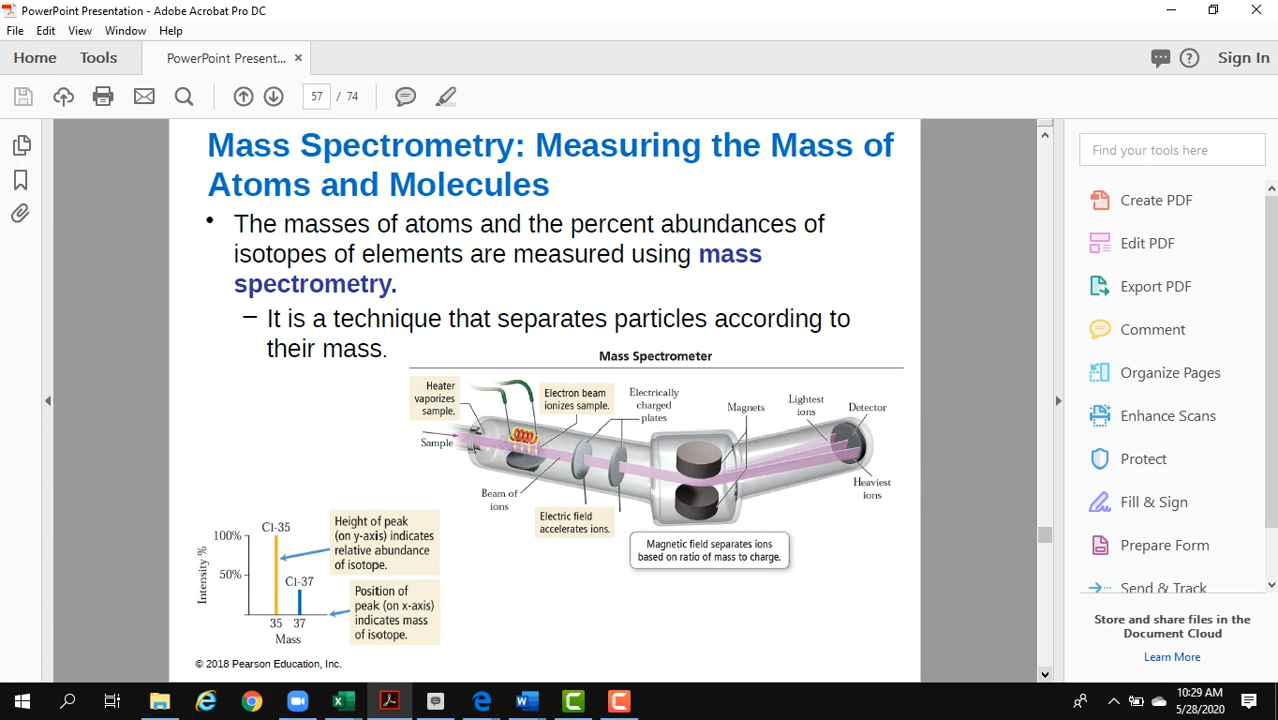 PowerPoint Presentation - Adobe Acrobat Pro DC
File Edit View Window Help
Home Tools PowerPoint Present... × Sign In
57 / 74
Mass Spectrometry: Measuring the Mass of
Atoms and Molecules
• The masses of atoms and the percent abundances of
isotopes of elements are measured using mass
spectrometry.
– It is a technique that separates particles according to
their mass.
Mass Spectrometer
Heater
vaporizes
sample.
Electron beam
ionizes sample.
Electrically
charged
plates
Magnets
Lightest
ions
Detector
Sample
Beam of
ions
Electric field
accelerates ions.
Heaviest
ions
Magnetic field separates ions
based on ratio of mass to charge.
Intensity %
100%
50%
Cl-35
Cl-37
35 37
Mass
Height of peak
(on y-axis) indicates
relative abundance
of isotope.
Position of
peak (on x-axis)
indicates mass
of isotope.
© 2018 Pearson Education, Inc.
Find your tools here
Create PDF
Edit PDF
Export PDF
Comment
Organize Pages
Enhance Scans
Protect
Fill & Sign
Prepare Form
Send & Track
Store and share files in the
Document Cloud
Learn More
10:29 AM
5/28/2020